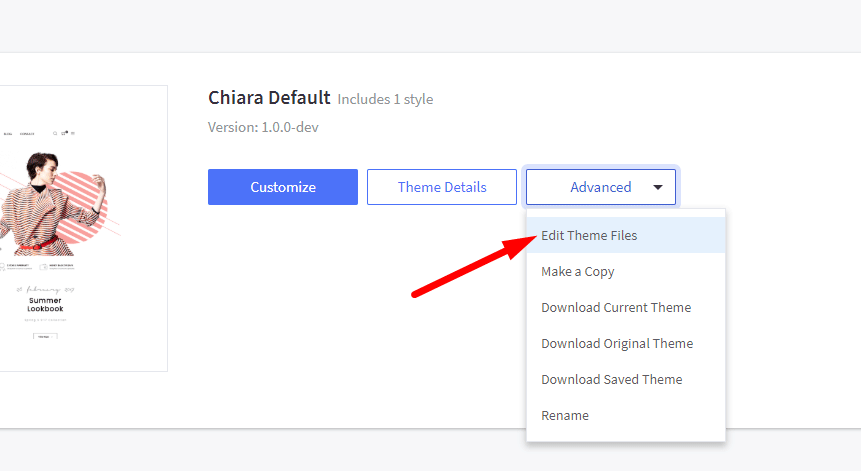 Chiara Default Includes 1 style
Version: 1.0.0-dev
Customize
Theme Details
Advanced
Edit Theme Files
Make a Copy
Download Current Theme
Download Original Theme
Download Saved Theme
Rename
Summer
Lookbook